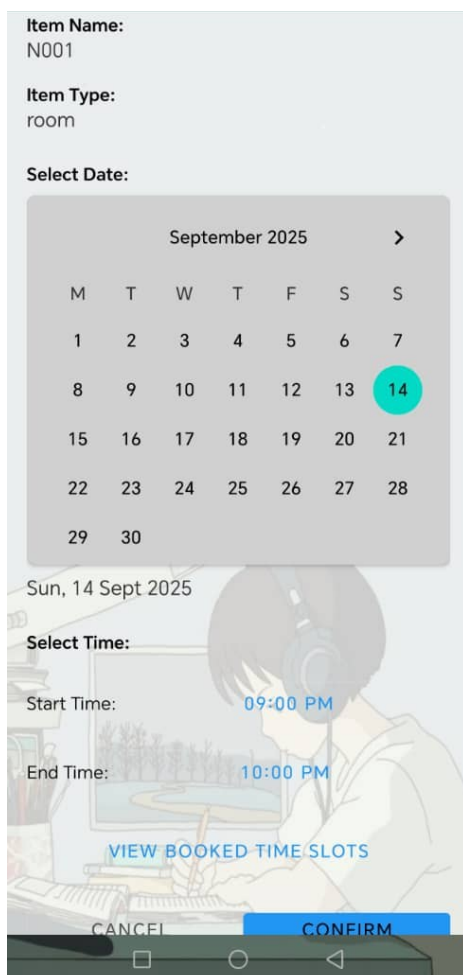 Item Name:
N001
Item Type:
room
Select Date:
September 2025
M T W T F S S
1 2 3 4 5 6 7
8 9 10 11 12 13 14
15 16 17 18 19 20 21
22 23 24 25 26 27 28
29 30
Sun, 14 Sept 2025
Select Time:
Start Time: 09:00 PM
End Time: 10:00 PM
VIEW BOOKED TIME SLOTS
CANCEL CONFIRM